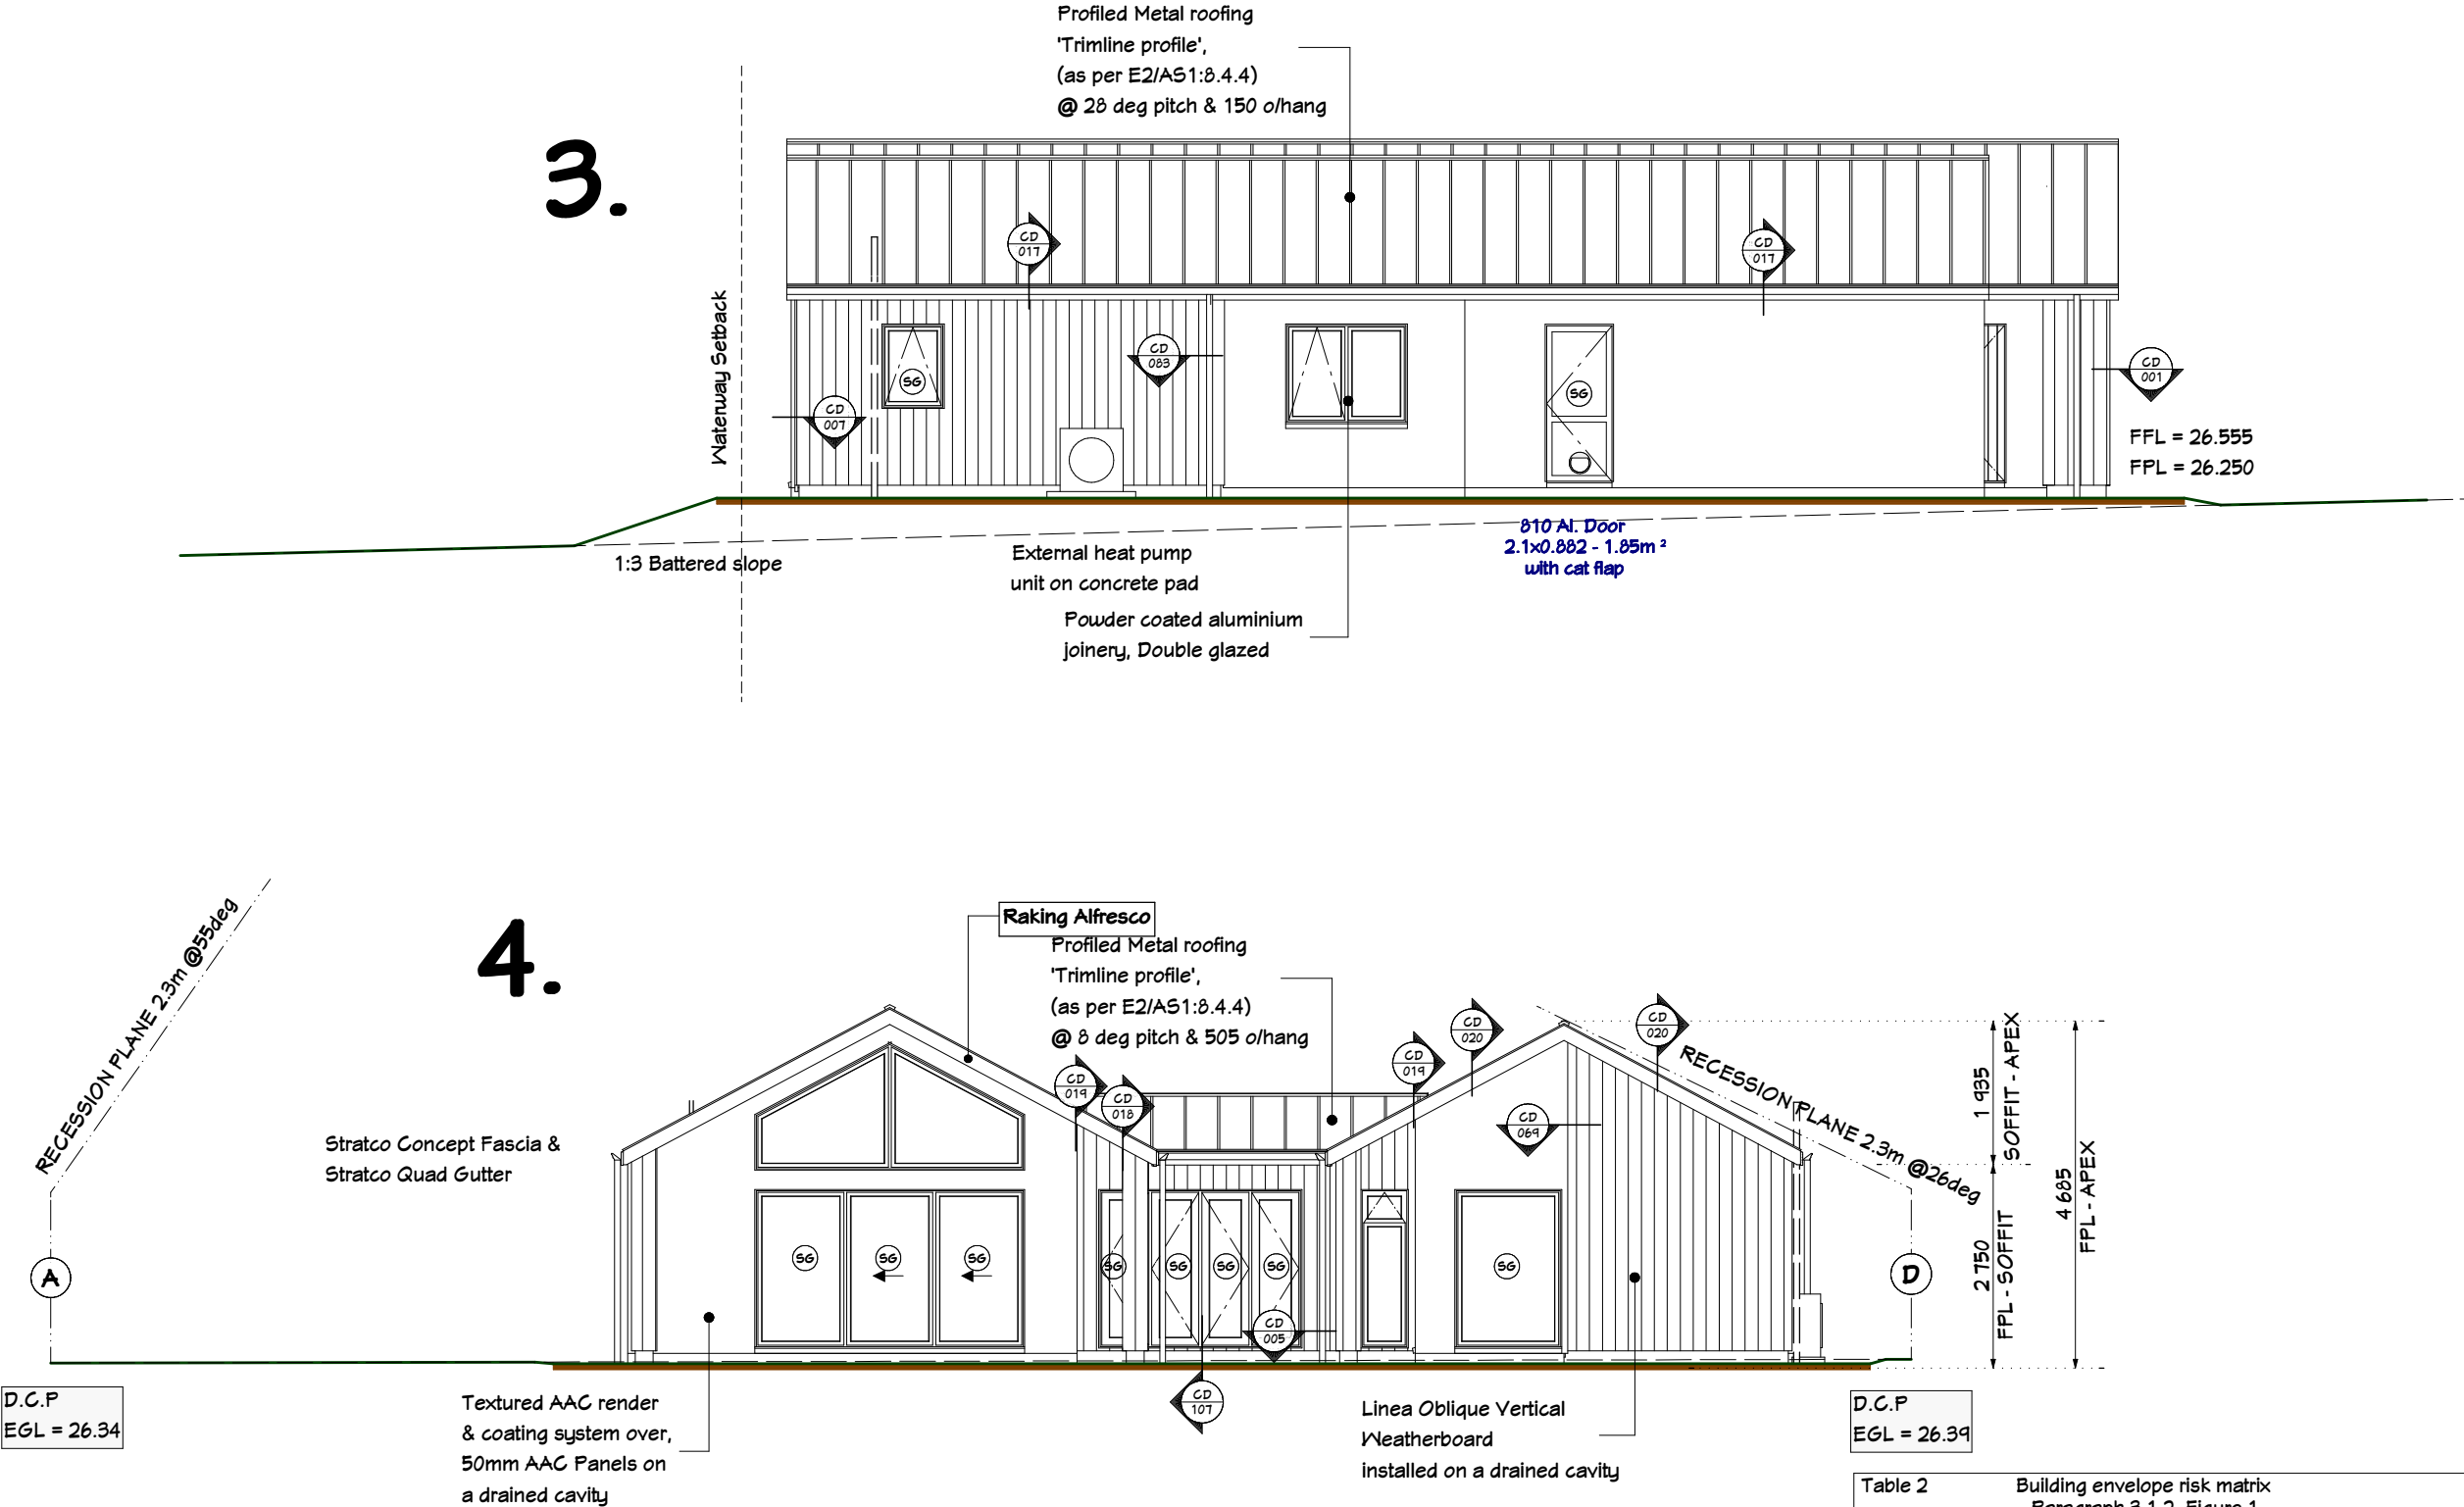 Profiled Metal roofing
'Trimline profile',
(as per E2/AS1:8.4.4)
@ 28 deg pitch & 150 o/hang
3.
Waterway Setback
CD
017
CD
017
CD
083
SG
CD
007
SG
CD
001
FFL = 26.555
FPL = 26.250
1:3 Battered slope
External heat pump
unit on concrete pad
810 Al. Door
2.1x0.882 - 1.85m²
with cat flap
Powder coated aluminium
joinery, Double glazed
4.
RECESSION PLANE 2.3m @55deg
Raking Alfresco
Profiled Metal roofing
'Trimline profile',
(as per E2/AS1:8.4.4)
@ 8 deg pitch & 505 o/hang
Stratco Concept Fascia &
Stratco Quad Gutter
CD
019
CD
018
CD
019
CD
020
CD
020
CD
069
RECESSION PLANE 2.3m @26deg
1 935
SOFFIT - APEX
2 750
FPL - SOFFIT
4 685
FPL - APEX
SG
SG
SG
SG
SG
SG
SG
SG
CD
005
CD
107
A
D
D.C.P
EGL = 26.34
Textured AAC render
& coating system over,
50mm AAC Panels on
a drained cavity
Linea Oblique Vertical
Weatherboard
installed on a drained cavity
D.C.P
EGL = 26.39
Table 2
Building envelope risk matrix
Paragraph 3.1.2, Figure 1